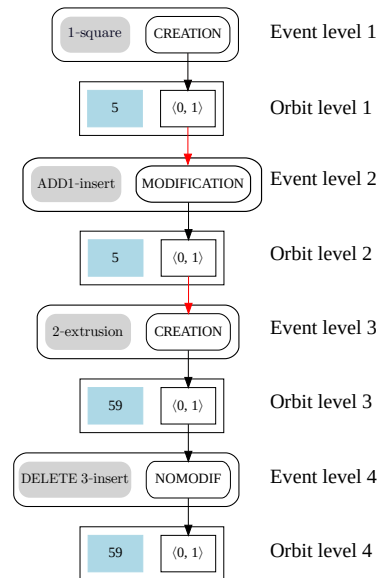 1-square CREATION Event level 1
5 ⟨0, 1⟩ Orbit level 1
ADD1-insert MODIFICATION Event level 2
5 ⟨0, 1⟩ Orbit level 2
2-extrusion CREATION Event level 3
59 ⟨0, 1⟩ Orbit level 3
DELETE 3-insert NOMODIF Event level 4
59 ⟨0, 1⟩ Orbit level 4